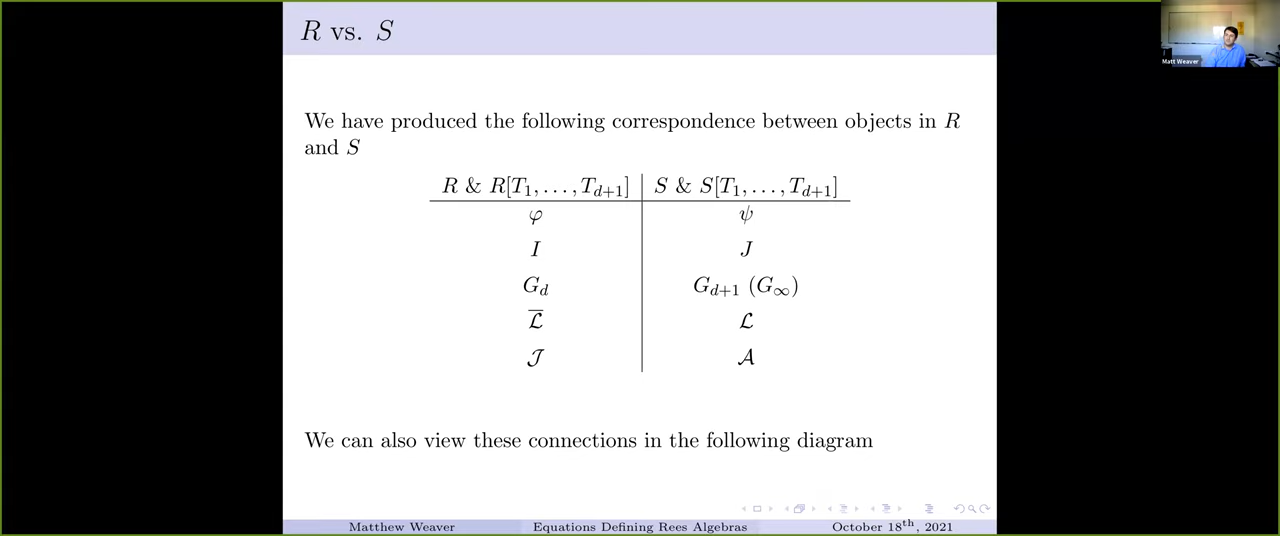 R vs. S
Matt Weaver
We have produced the following correspondence between objects in R
and S
R & R[T₁, . . . , T_{d+1}] | S & S[T₁, . . . , T_{d+1}]
φ ψ
I J
G_d G_{d+1} (G_∞)
\overline{ℒ} ℒ
𝒥 𝒜
We can also view these connections in the following diagram
Matthew Weaver Equations Defining Rees Algebras October 18th, 2021